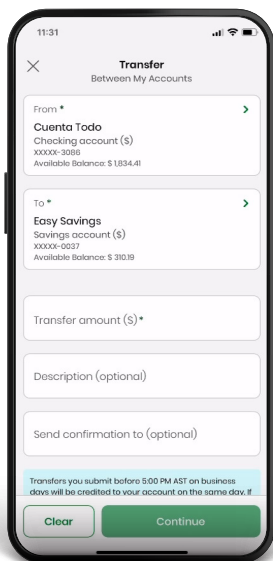 11:31
Transfer
Between My Accounts
From *
Cuenta Todo
Checking account ($)
XXXXX-3086
Available Balance: $ 1,834.41
To *
Easy Savings
Savings account ($)
XXXXX-0037
Available Balance: $ 310.19
Transfer amount ($)*
Description (optional)
Send confirmation to (optional)
Transfers you submit before 5:00 PM AST on business
days will be credited to your account on the same day. If
Clear
Continue